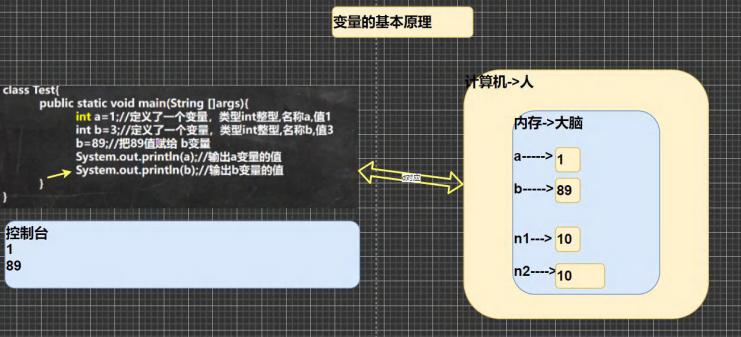 变量的基本原理
class Test{
public static void main(String []args){
int a=1;//定义了一个变量，类型int整型,名称a,值1
int b=3;//定义了一个变量，类型int整型,名称b,值3
b=89;//把89值赋给 b变量
System.out.println(a);//输出a变量的值
System.out.println(b);//输出b变量的值
}
}
控制台
1
89
对应
计算机->人
内存->大脑
a-----> 1
b-----> 89
n1---> 10
n2----> 10